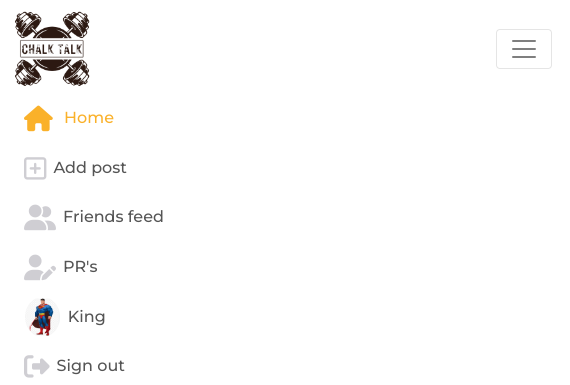 CHALK TALK
Home
Add post
Friends feed
PR's
King
Sign out